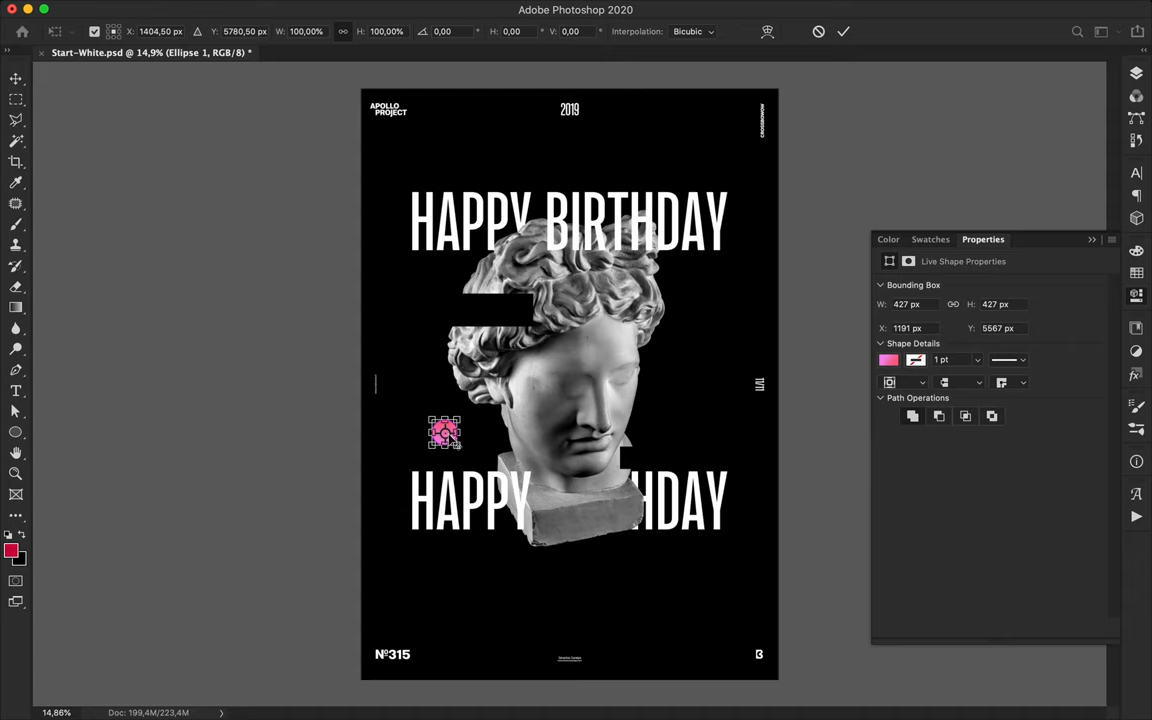 Adobe Photoshop 2020
X: 1404,50 px Y: 5780,50 px W: 100,00% H: 100,00% 0,00 ° H: 0,00 ° V: 0,00 ° Interpolation: Bicubic
Start-White.psd @ 14,9% (Ellipse 1, RGB/8) *
APOLLO
PROJECT
2019
CROSSBOWOW
HAPPY BIRTHDAY
11/11
HAPPY HDAY
Nº315
B
Color Swatches Properties
Live Shape Properties
Bounding Box
W: 427 px H: 427 px
X: 1191 px Y: 5567 px
Shape Details
1 pt
Path Operations
14,86% Doc: 199,4M/223,4M